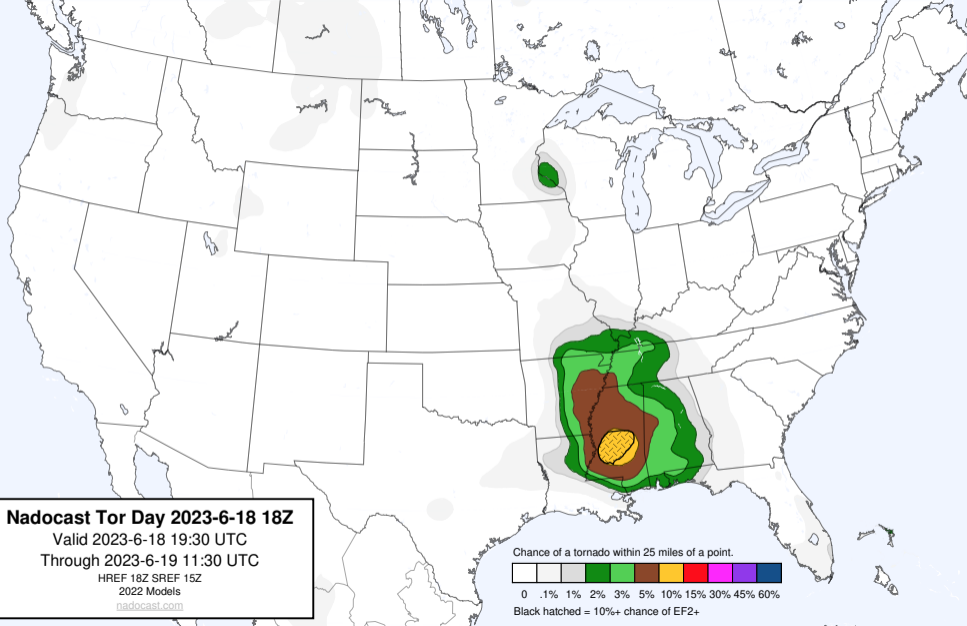 Nadocast Tor Day 2023-6-18 18Z
Valid 2023-6-18 19:30 UTC
Through 2023-6-19 11:30 UTC
HREF 18Z SREF 15Z
2022 Models
nadocast.com
Chance of a tornado within 25 miles of a point.
0 .1% 1% 2% 3% 5% 10% 15% 30% 45% 60%
Black hatched = 10%+ chance of EF2+